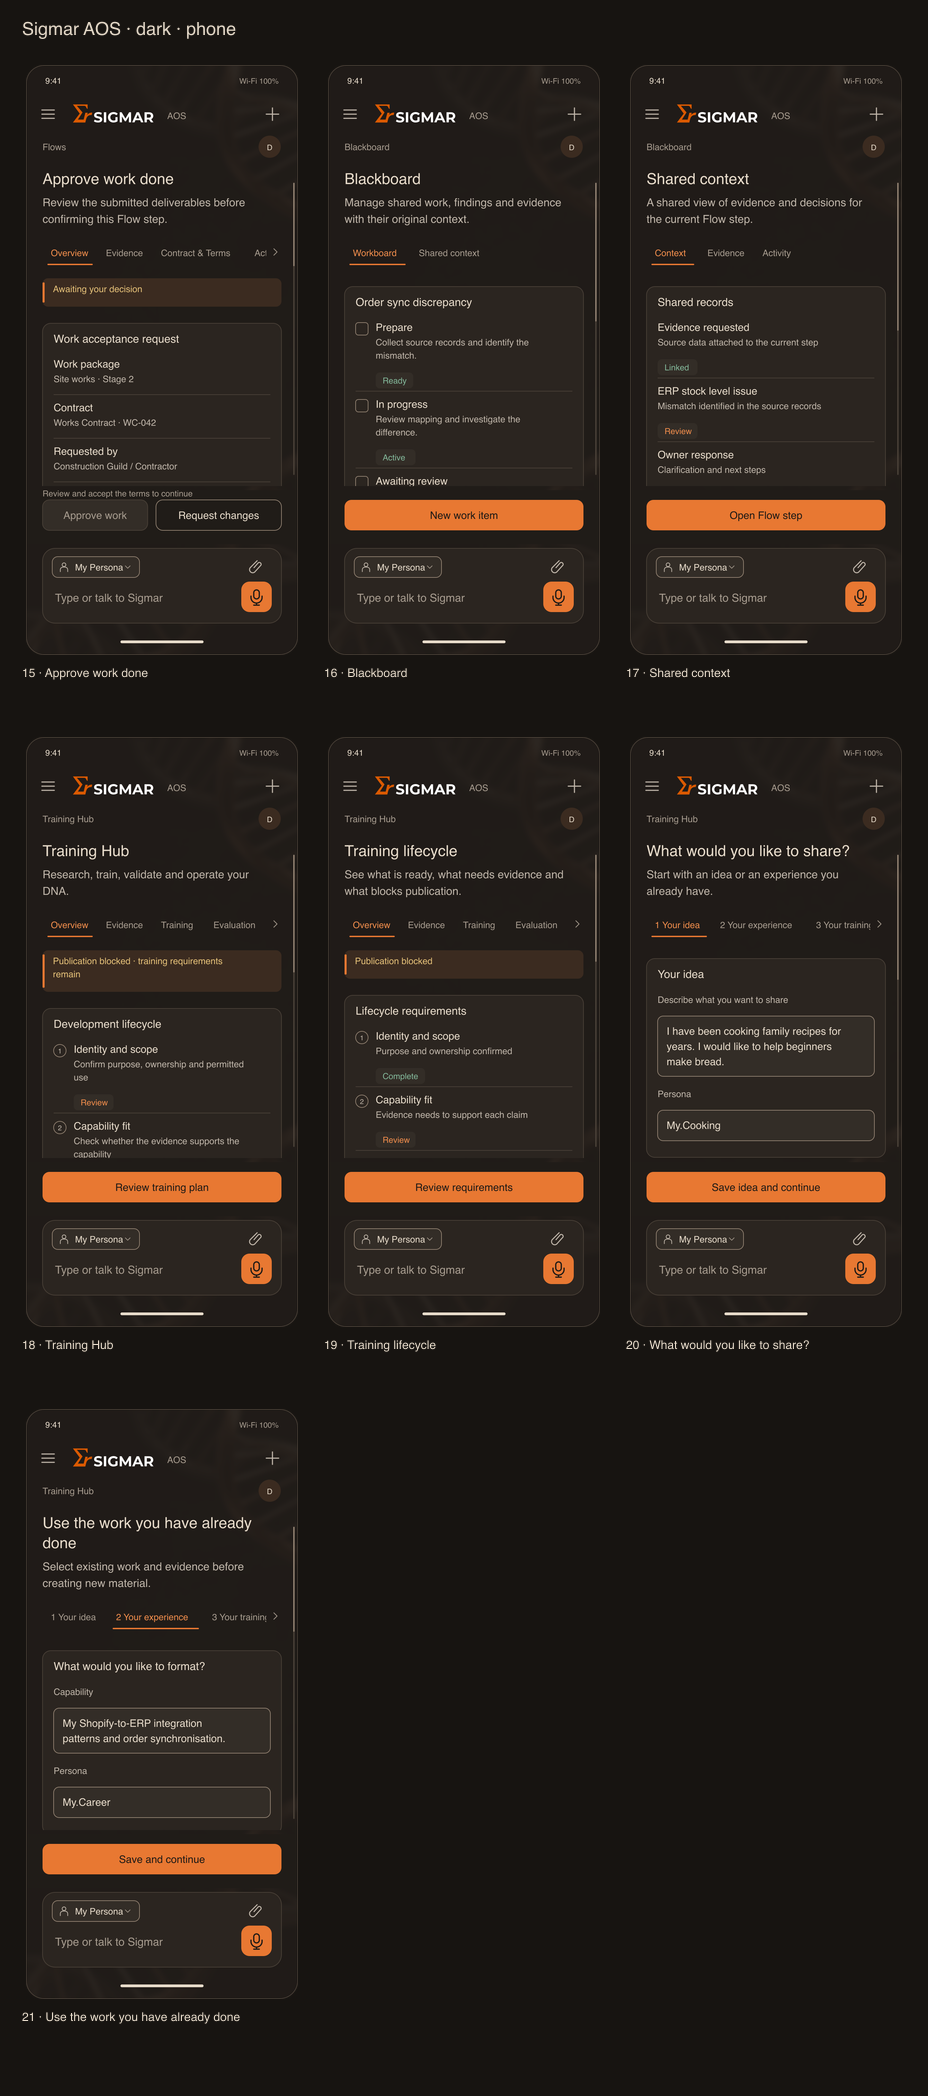 Sigmar AOS · dark · phone
9:41
Wi-Fi 100%
SIGMAR AOS
Flows
D
Approve work done
Review the submitted deliverables before
confirming this Flow step.
Overview Evidence Contract & Terms
Awaiting your decision
Work acceptance request
Work package
Site works · Stage 2
Contract
Works Contract · WC-042
Requested by
Construction Guild / Contractor
Review and accept the terms to continue
Approve work
Request changes
My Persona
Type or talk to Sigmar
15 · Approve work done
9:41
Wi-Fi 100%
SIGMAR AOS
Blackboard
D
Blackboard
Manage shared work, findings and evidence
with their original context.
Workboard Shared context
Order sync discrepancy
Prepare
Collect source records and identify the
mismatch.
Ready
In progress
Review mapping and investigate the
difference.
Active
Awaiting review
New work item
My Persona
Type or talk to Sigmar
16 · Blackboard
9:41
Wi-Fi 100%
SIGMAR AOS
Blackboard
D
Shared context
A shared view of evidence and decisions for
the current Flow step.
Context Evidence Activity
Shared records
Evidence requested
Source data attached to the current step
Linked
ERP stock level issue
Mismatch identified in the source records
Review
Owner response
Clarification and next steps
Open Flow step
My Persona
Type or talk to Sigmar
17 · Shared context
9:41
Wi-Fi 100%
SIGMAR AOS
Training Hub
D
Training Hub
Research, train, validate and operate your
DNA.
Overview Evidence Training Evaluation
Publication blocked · training requirements
remain
Development lifecycle
1 Identity and scope
Confirm purpose, ownership and permitted
use
Review
2 Capability fit
Check whether the evidence supports the
capability
Review training plan
My Persona
Type or talk to Sigmar
18 · Training Hub
9:41
Wi-Fi 100%
SIGMAR AOS
Training Hub
D
Training lifecycle
See what is ready, what needs evidence and
what blocks publication.
Overview Evidence Training Evaluation
Publication blocked
Lifecycle requirements
1 Identity and scope
Purpose and ownership confirmed
Complete
2 Capability fit
Evidence needs to support each claim
Review
Review requirements
My Persona
Type or talk to Sigmar
19 · Training lifecycle
9:41
Wi-Fi 100%
SIGMAR AOS
Training Hub
D
What would you like to share?
Start with an idea or an experience you
already have.
1 Your idea 2 Your experience 3 Your training
Your idea
Describe what you want to share
I have been cooking family recipes for
years. I would like to help beginners
make bread.
Persona
My.Cooking
Save idea and continue
My Persona
Type or talk to Sigmar
20 · What would you like to share?
9:41
Wi-Fi 100%
SIGMAR AOS
Training Hub
D
Use the work you have already
done
Select existing work and evidence before
creating new material.
1 Your idea 2 Your experience 3 Your training
What would you like to format?
Capability
My Shopify-to-ERP integration
patterns and order synchronisation.
Persona
My.Career
Save and continue
My Persona
Type or talk to Sigmar
21 · Use the work you have already done